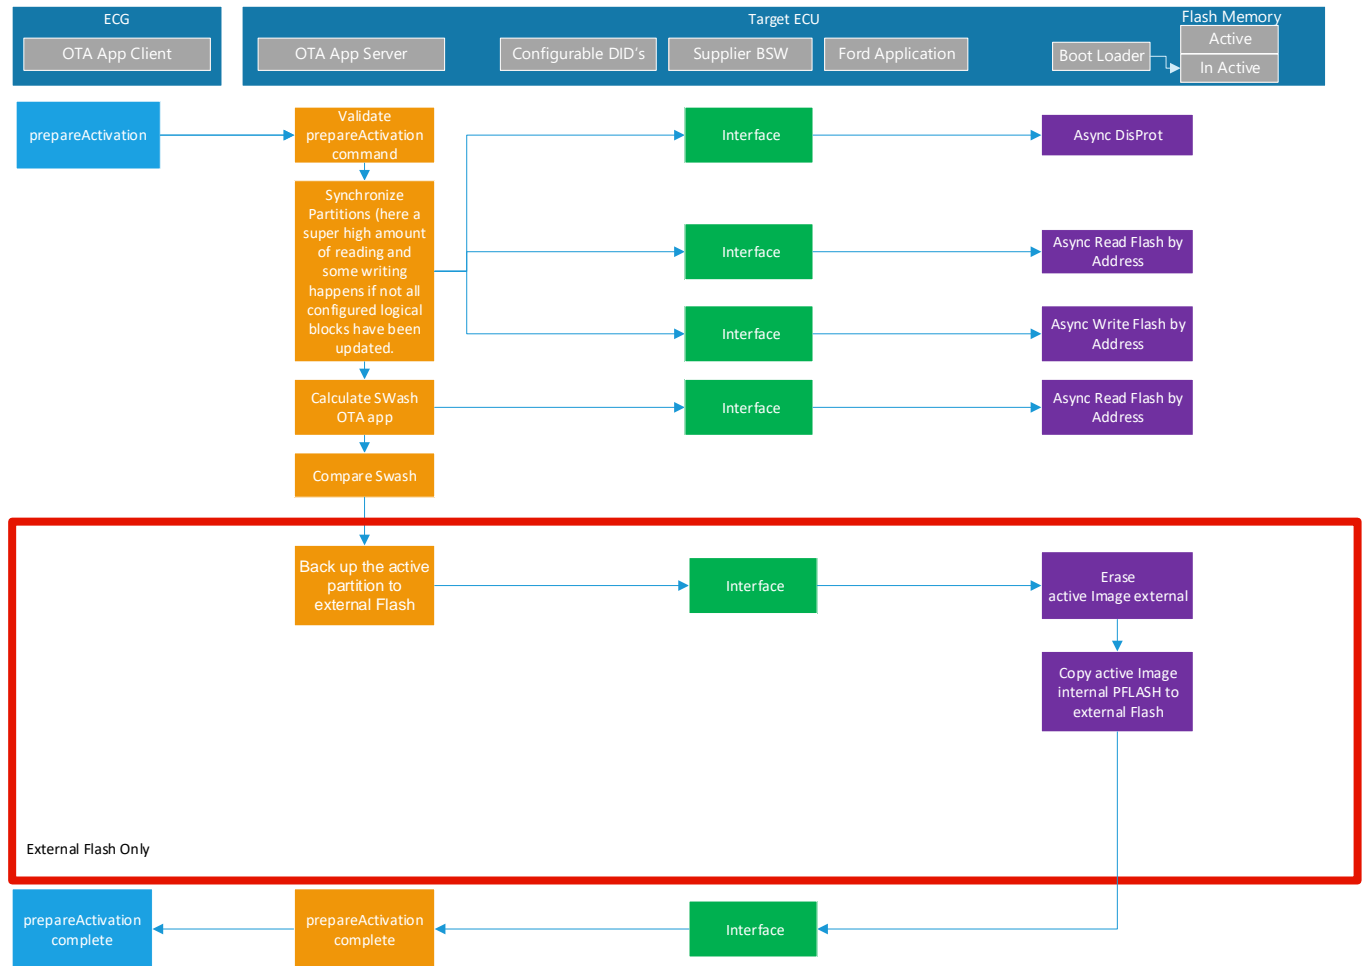 ECG
Target ECU
Flash Memory
OTA App Client
OTA App Server
Configurable DID's
Supplier BSW
Ford Application
Boot Loader
Active
In Active
prepareActivation
Validate
prepareActivation
command
Interface
Async DisProt
Synchronize
Partitions (here a
super high amount
of reading and
some writing
happens if not all
configured logical
blocks have been
updated.
Interface
Async Read Flash by
Address
Interface
Async Write Flash by
Address
Calculate SWash
OTA app
Interface
Async Read Flash by
Address
Compare Swash
Back up the active
partition to
external Flash
Interface
Erase
active Image external
Copy active Image
internal PFLASH to
external Flash
External Flash Only
prepareActivation
complete
prepareActivation
complete
Interface